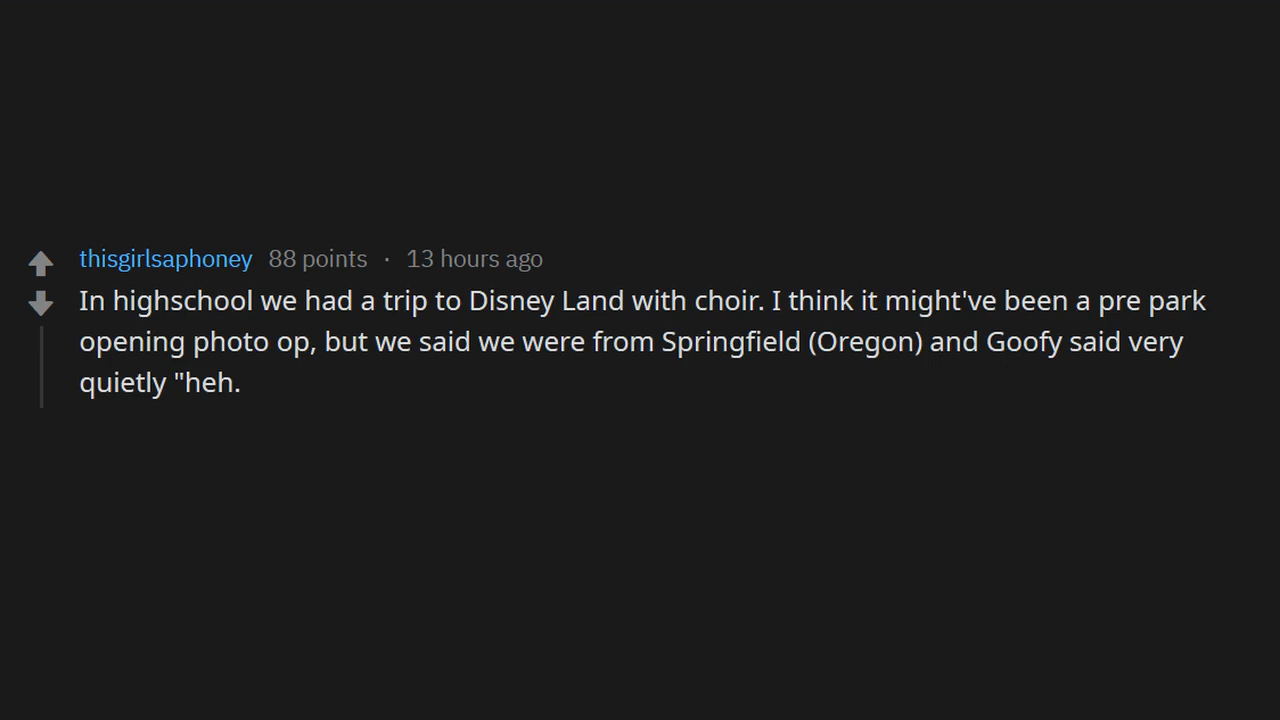 thisgirlsaphoney 88 points · 13 hours ago
In highschool we had a trip to Disney Land with choir. I think it might've been a pre park
opening photo op, but we said we were from Springfield (Oregon) and Goofy said very
quietly "heh.